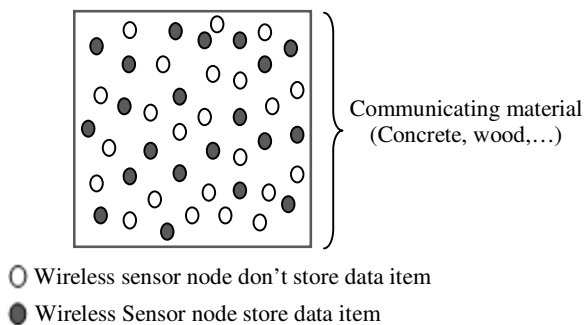 Communicating material
(Concrete, wood,…)
Wireless sensor node don't store data item
Wireless Sensor node store data item